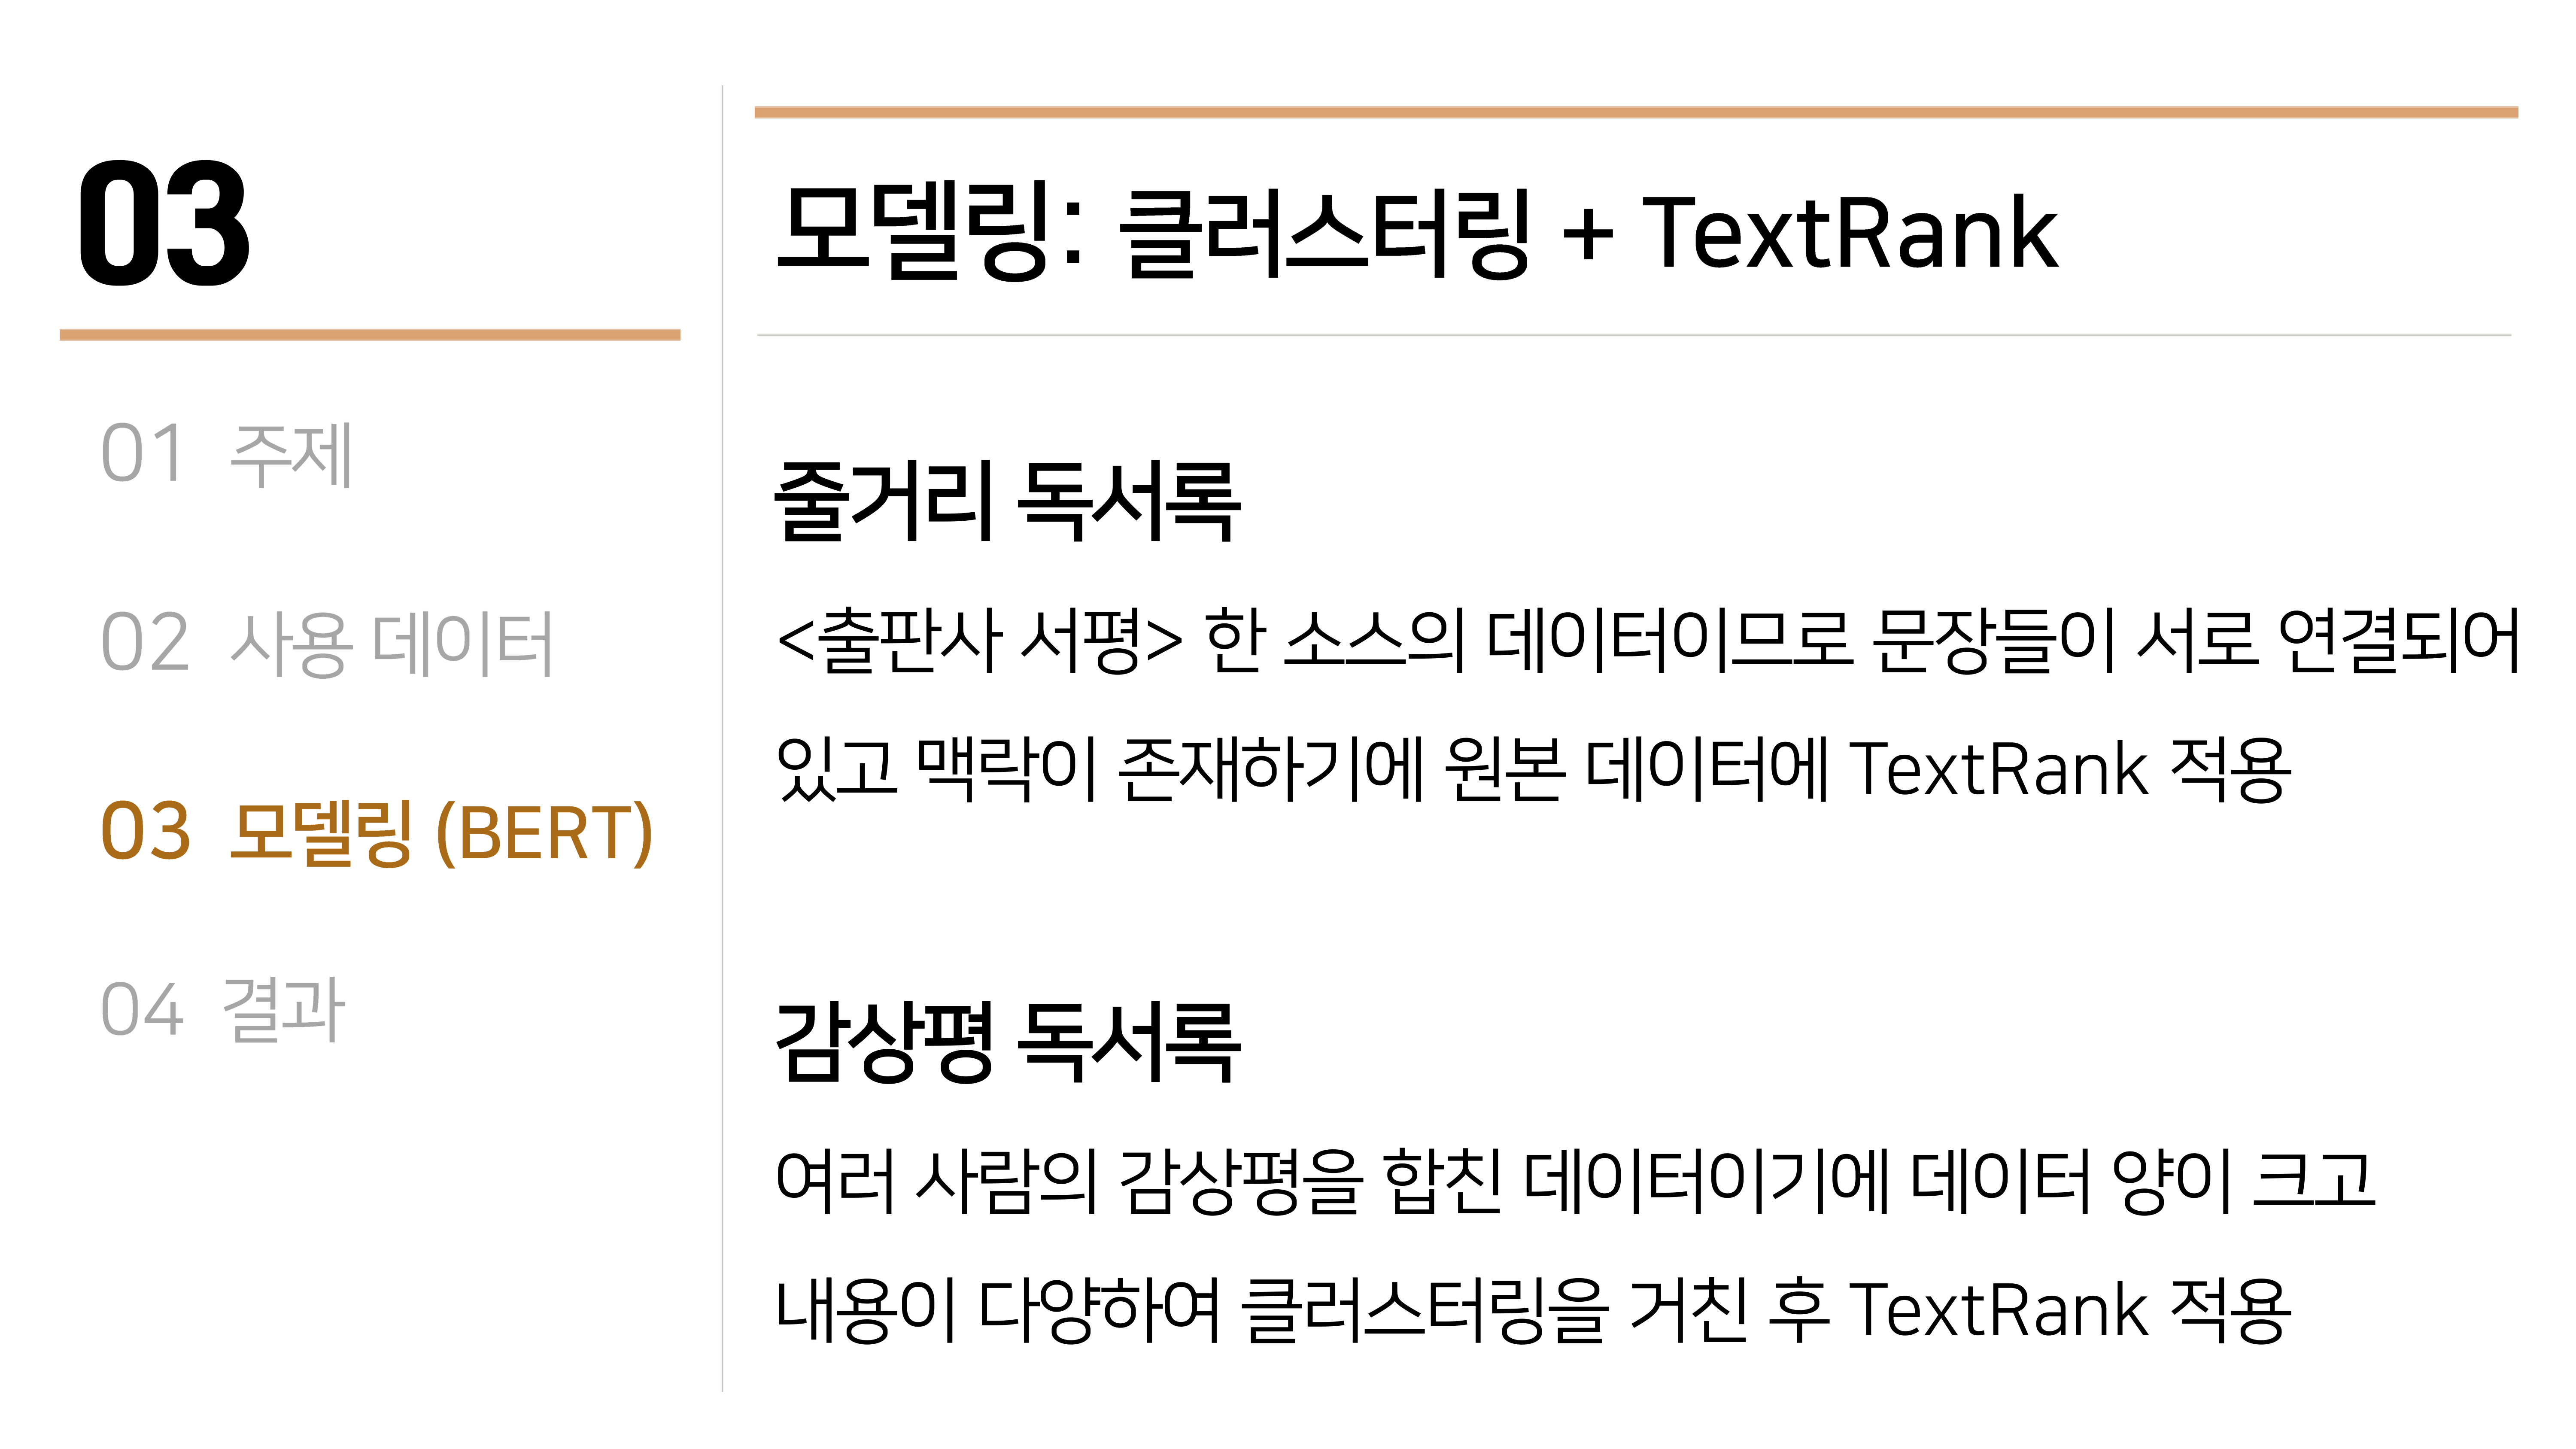 03
01 주제
02 사용 데이터
03 모델링 (BERT)
04 결과
모델링: 클러스터링 + TextRank
줄거리 독서록
<출판사 서평> 한 소스의 데이터이므로 문장들이 서로 연결되어
있고 맥락이 존재하기에 원본 데이터에 TextRank 적용
감상평 독서록
여러 사람의 감상평을 합친 데이터이기에 데이터 양이 크고
내용이 다양하여 클러스터링을 거친 후 TextRank 적용